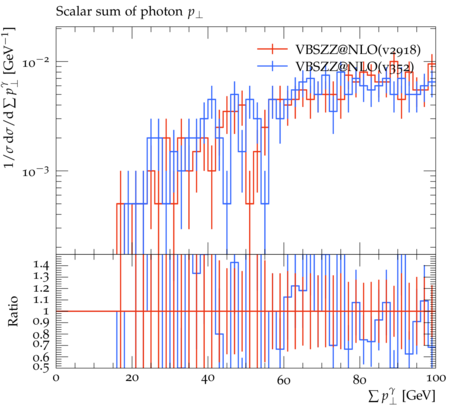 Scalar sum of photon p⊥
VBSZZ@NLO(v2918)
VBSZZ@NLO(v352)
1/σ dσ/d∑ p⊥^γ [GeV⁻¹]
10⁻²
10⁻³
Ratio
1.4
1.3
1.2
1.1
1
0.9
0.8
0.7
0.6
0.5
0 20 40 60 80 100
∑ p⊥^γ [GeV]